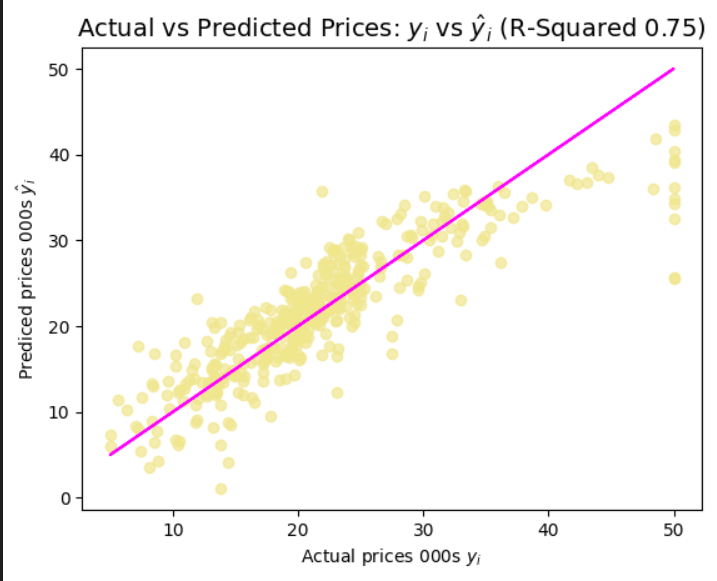 Actual vs Predicted Prices: yᵢ vs ŷᵢ (R-Squared 0.75)
50
40
30
20
10
0
Prediced prices 000s ŷᵢ
10 20 30 40 50
Actual prices 000s yᵢ